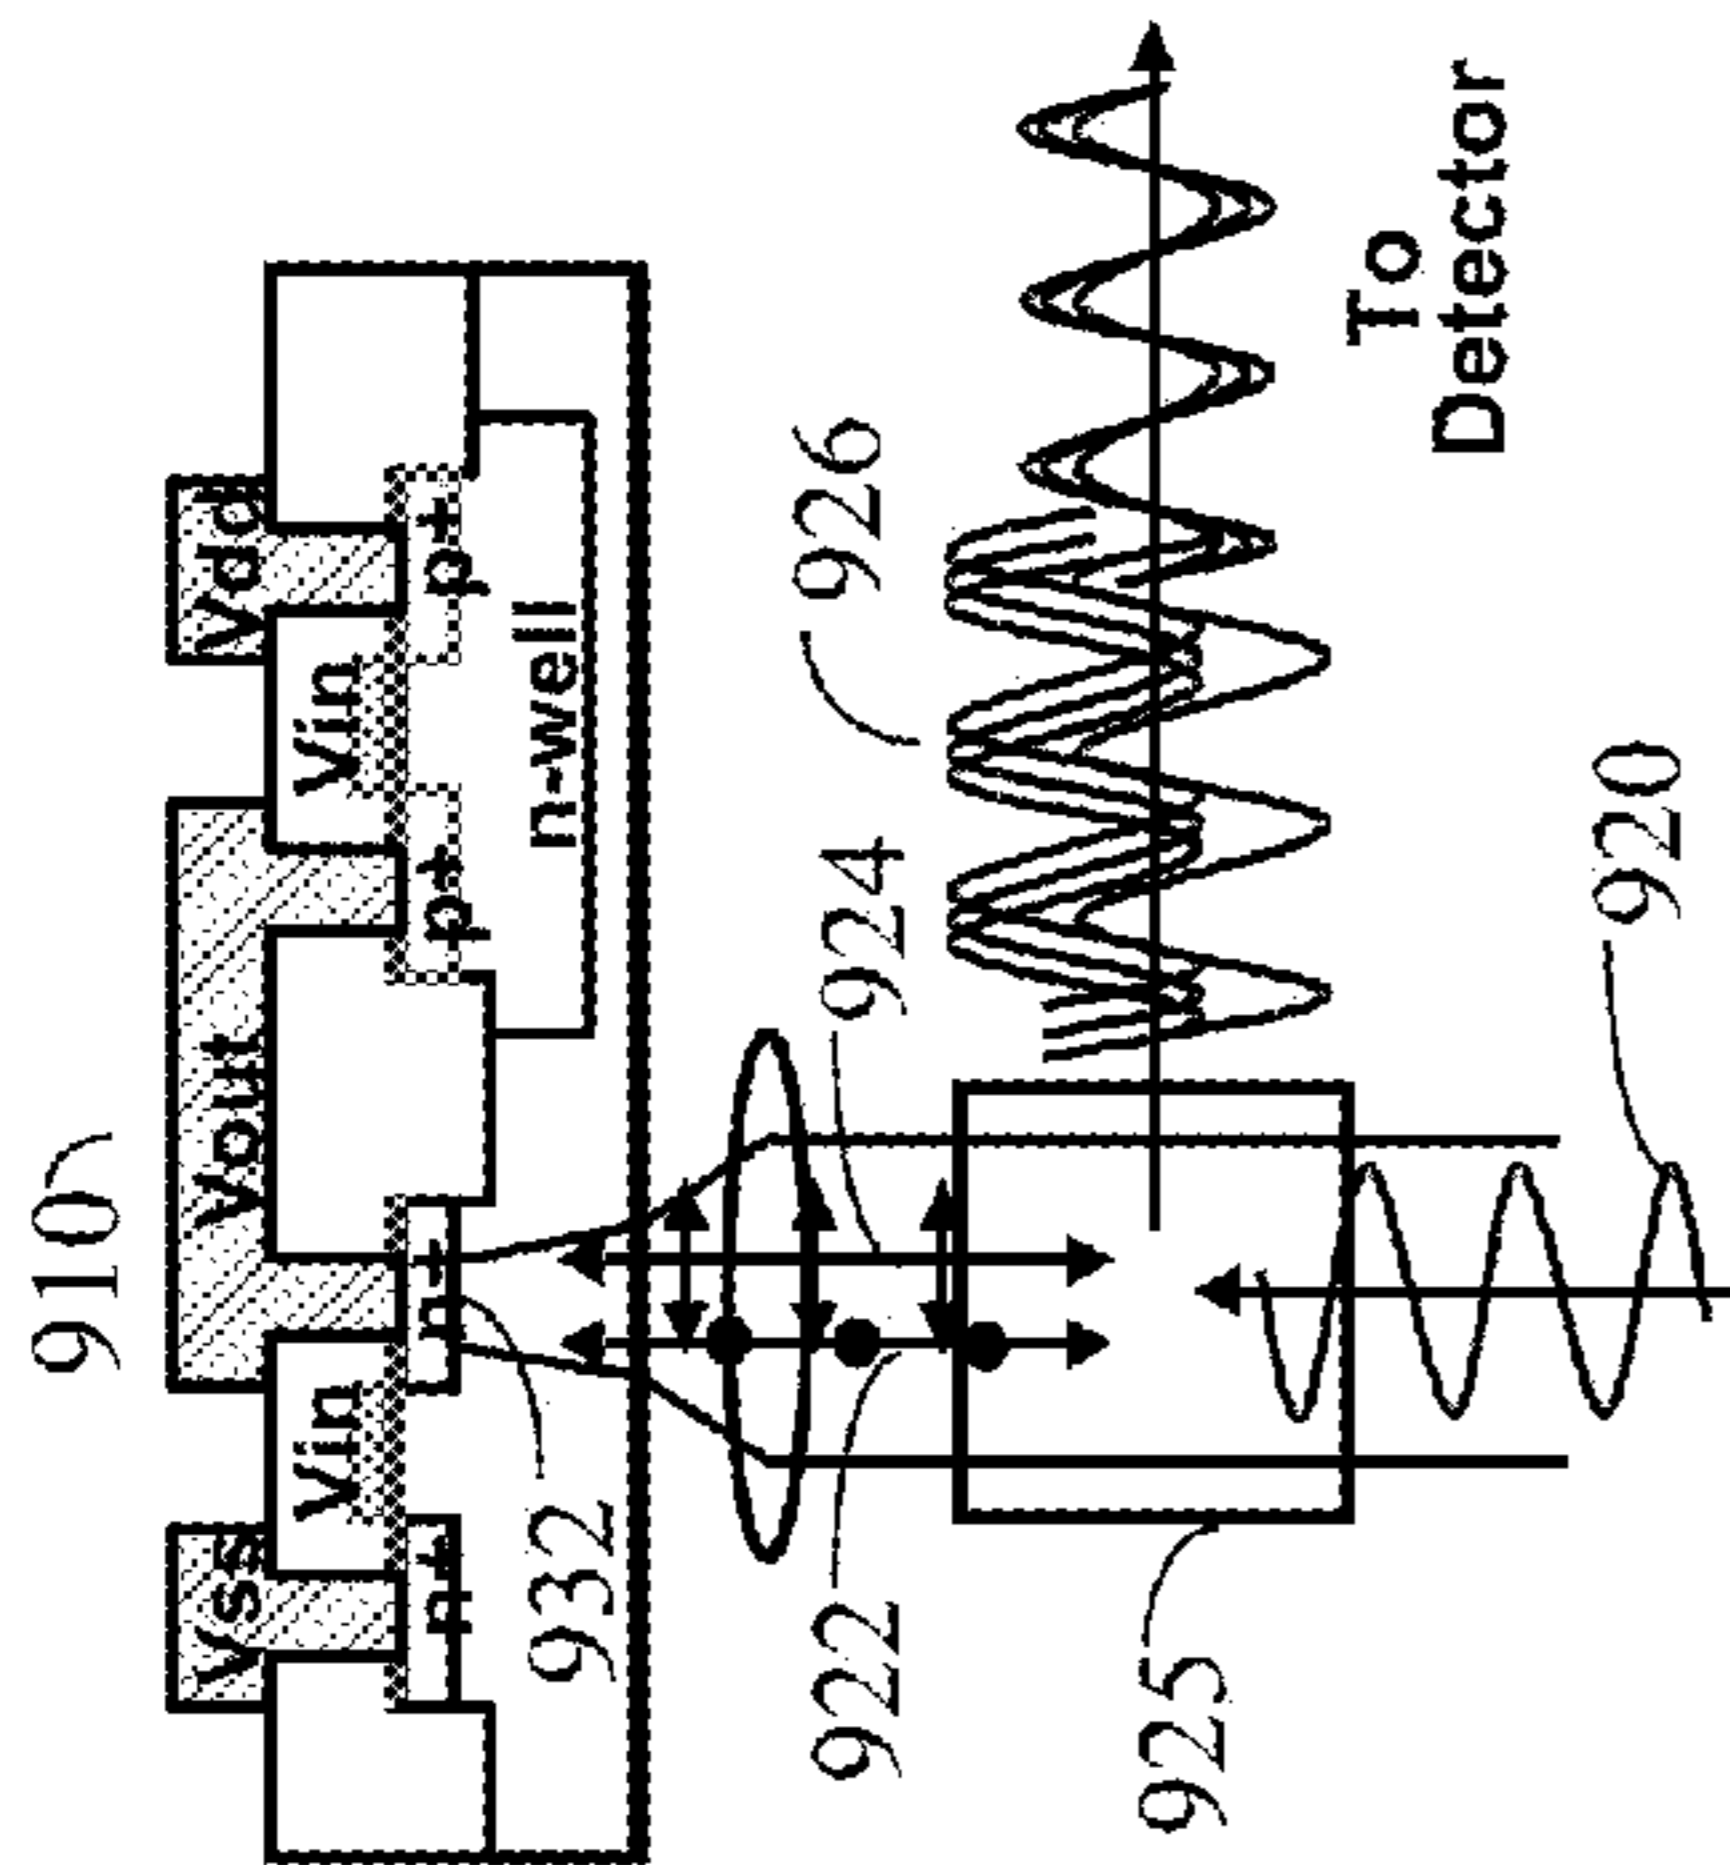 910
Vss Vout Vdd
Vin Vin
n+ n+ p+ p+
n-well
932
922 924 926
925
To
Detector
920